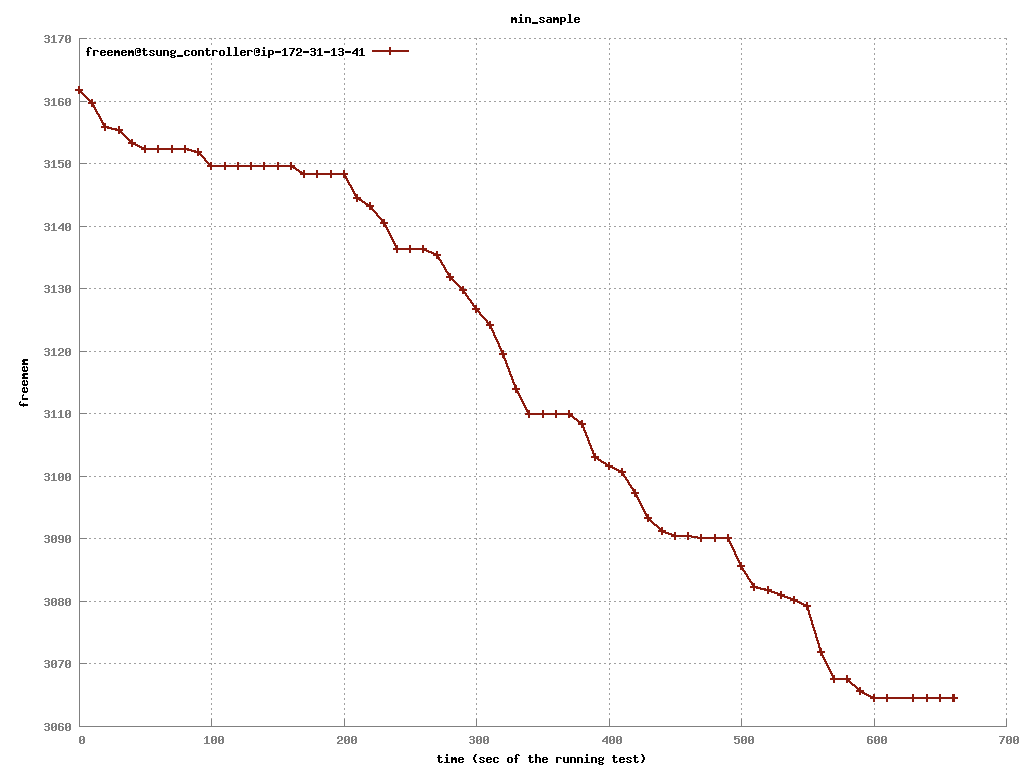 min_sample
freemem@tsung_controller@ip-172-31-13-41
3170
3160
3150
3140
3130
3120
3110
3100
3090
3080
3070
3060
freemem
0 100 200 300 400 500 600 700
time (sec of the running test)